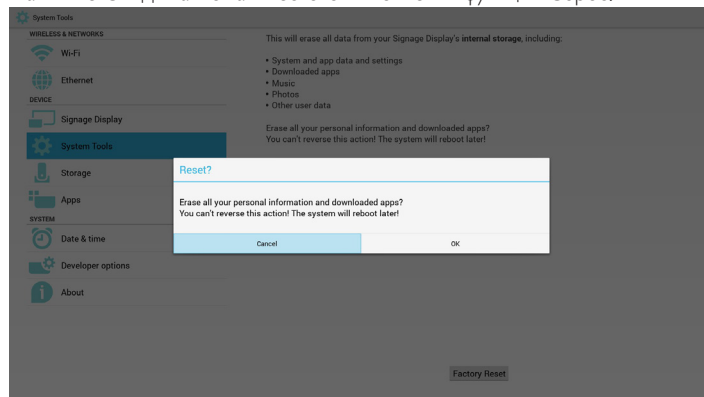 System Tools
WIRELESS & NETWORKS
Wi-Fi
Ethernet
DEVICE
Signage Display
System Tools
Storage
Apps
SYSTEM
Date & time
Developer options
About
This will erase all data from your Signage Display's internal storage, including:
• System and app data and settings
• Downloaded apps
• Music
• Photos
• Other user data
Erase all your personal information and downloaded apps?
You can't reverse this action! The system will reboot later!
Reset?
Erase all your personal information and downloaded apps?
You can't reverse this action! The system will reboot later!
Cancel
OK
Factory Reset